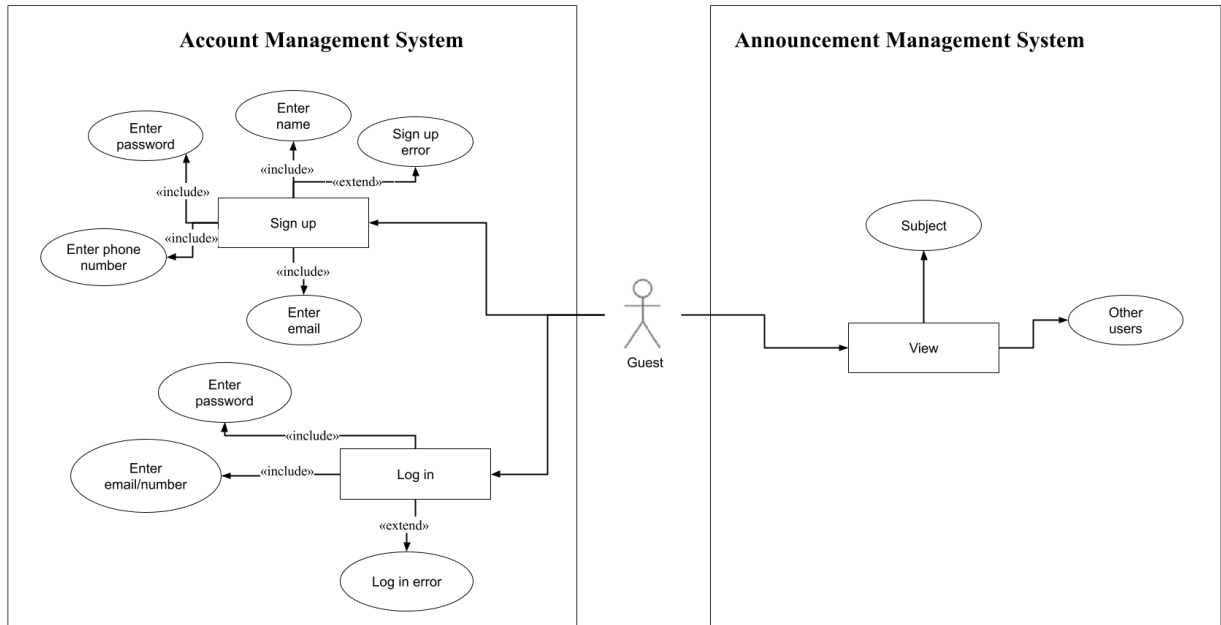 Account Management System
Announcement Management System
Enter
name
Enter
password
Sign up
error
«include»
«extend»
«include»
Sign up
Subject
«include»
Enter phone
number
«include»
Enter
email
Other
users
View
Guest
Enter
password
«include»
Enter
email/number
«include»
Log in
«extend»
Log in error